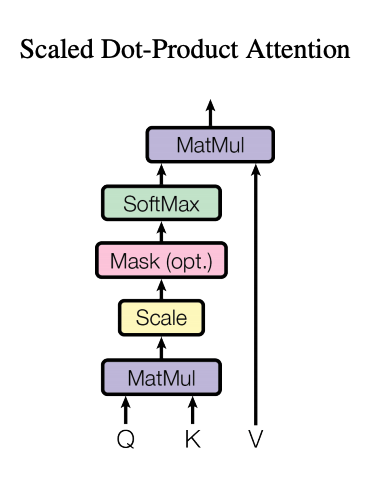 Scaled Dot-Product Attention
MatMul
SoftMax
Mask (opt.)
Scale
MatMul
Q K V